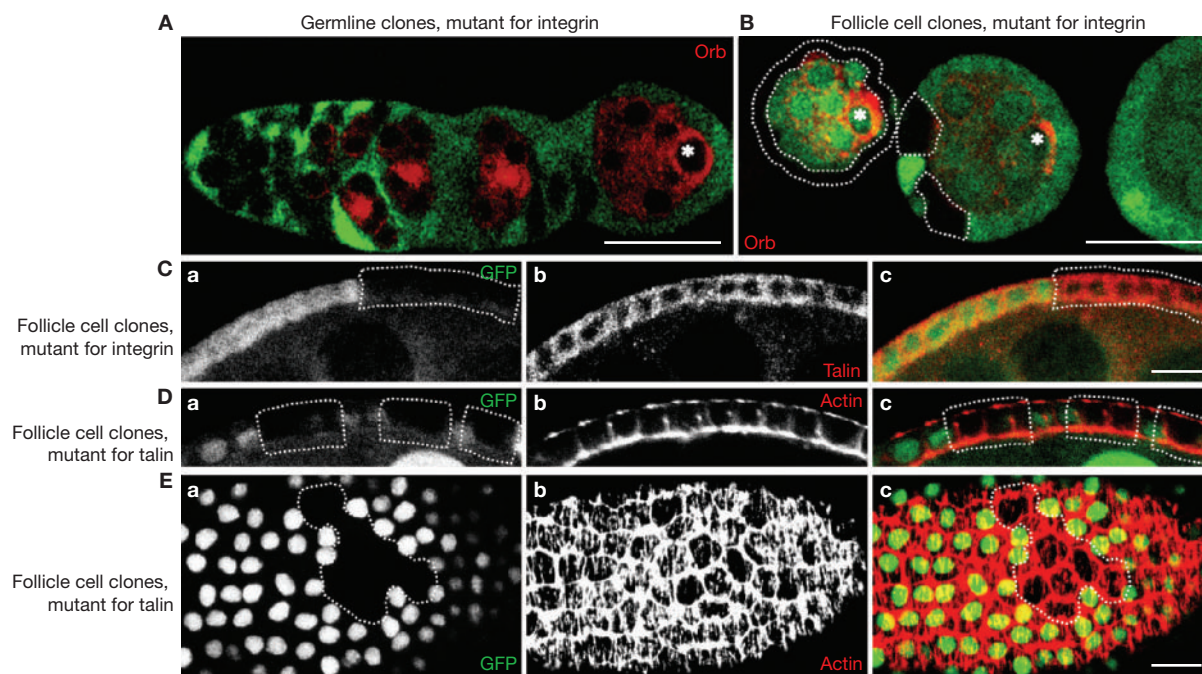 A
Germline clones, mutant for integrin
Orb
*
B
Follicle cell clones, mutant for integrin
*
*
Orb
C
Follicle cell clones,
mutant for integrin
a
GFP
b
Talin
c
D
Follicle cell clones,
mutant for talin
a
GFP
b
Actin
c
E
Follicle cell clones,
mutant for talin
a
GFP
b
Actin
c